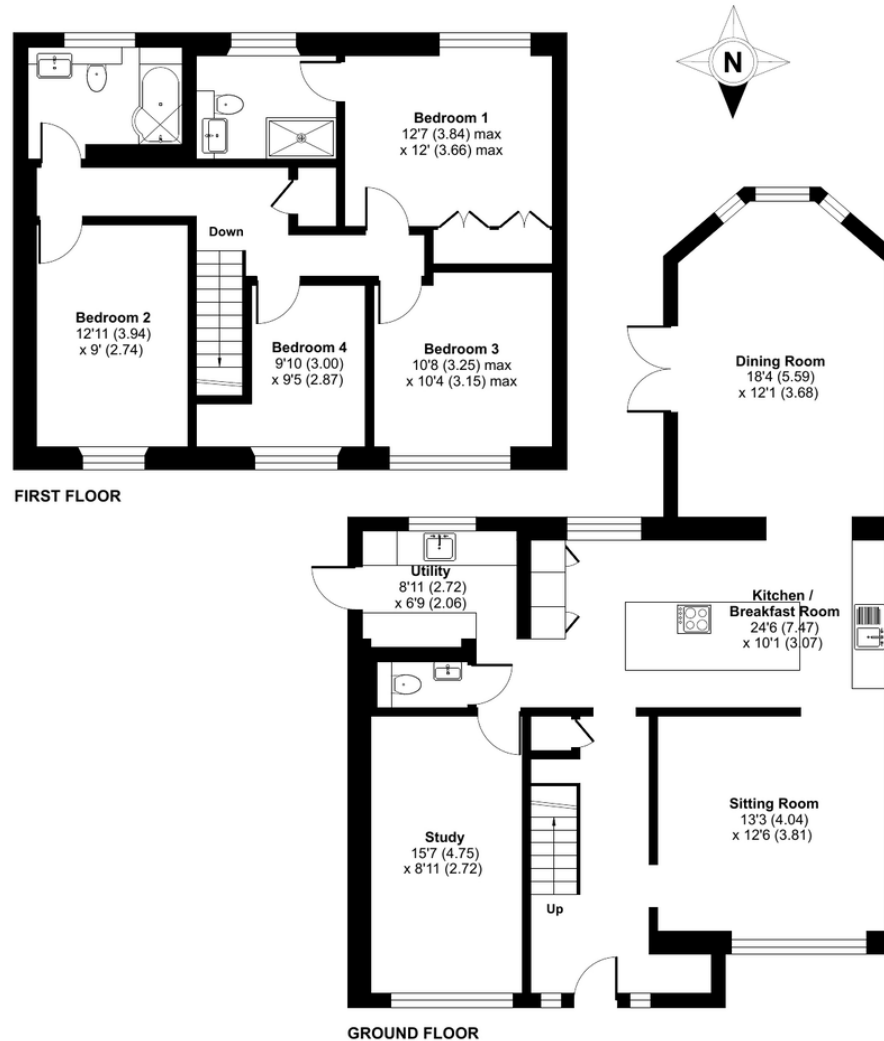 N
Bedroom 1
12'7 (3.84) max
x 12' (3.66) max
Down
Bedroom 2
12'11 (3.94)
x 9' (2.74)
Bedroom 4
9'10 (3.00)
x 9'5 (2.87)
Bedroom 3
10'8 (3.25) max
x 10'4 (3.15) max
FIRST FLOOR
Dining Room
18'4 (5.59)
x 12'1 (3.68)
Utility
8'11 (2.72)
x 6'9 (2.06)
Kitchen /
Breakfast Room
24'6 (7.47)
x 10'1 (3.07)
Study
15'7 (4.75)
x 8'11 (2.72)
Up
Sitting Room
13'3 (4.04)
x 12'6 (3.81)
GROUND FLOOR